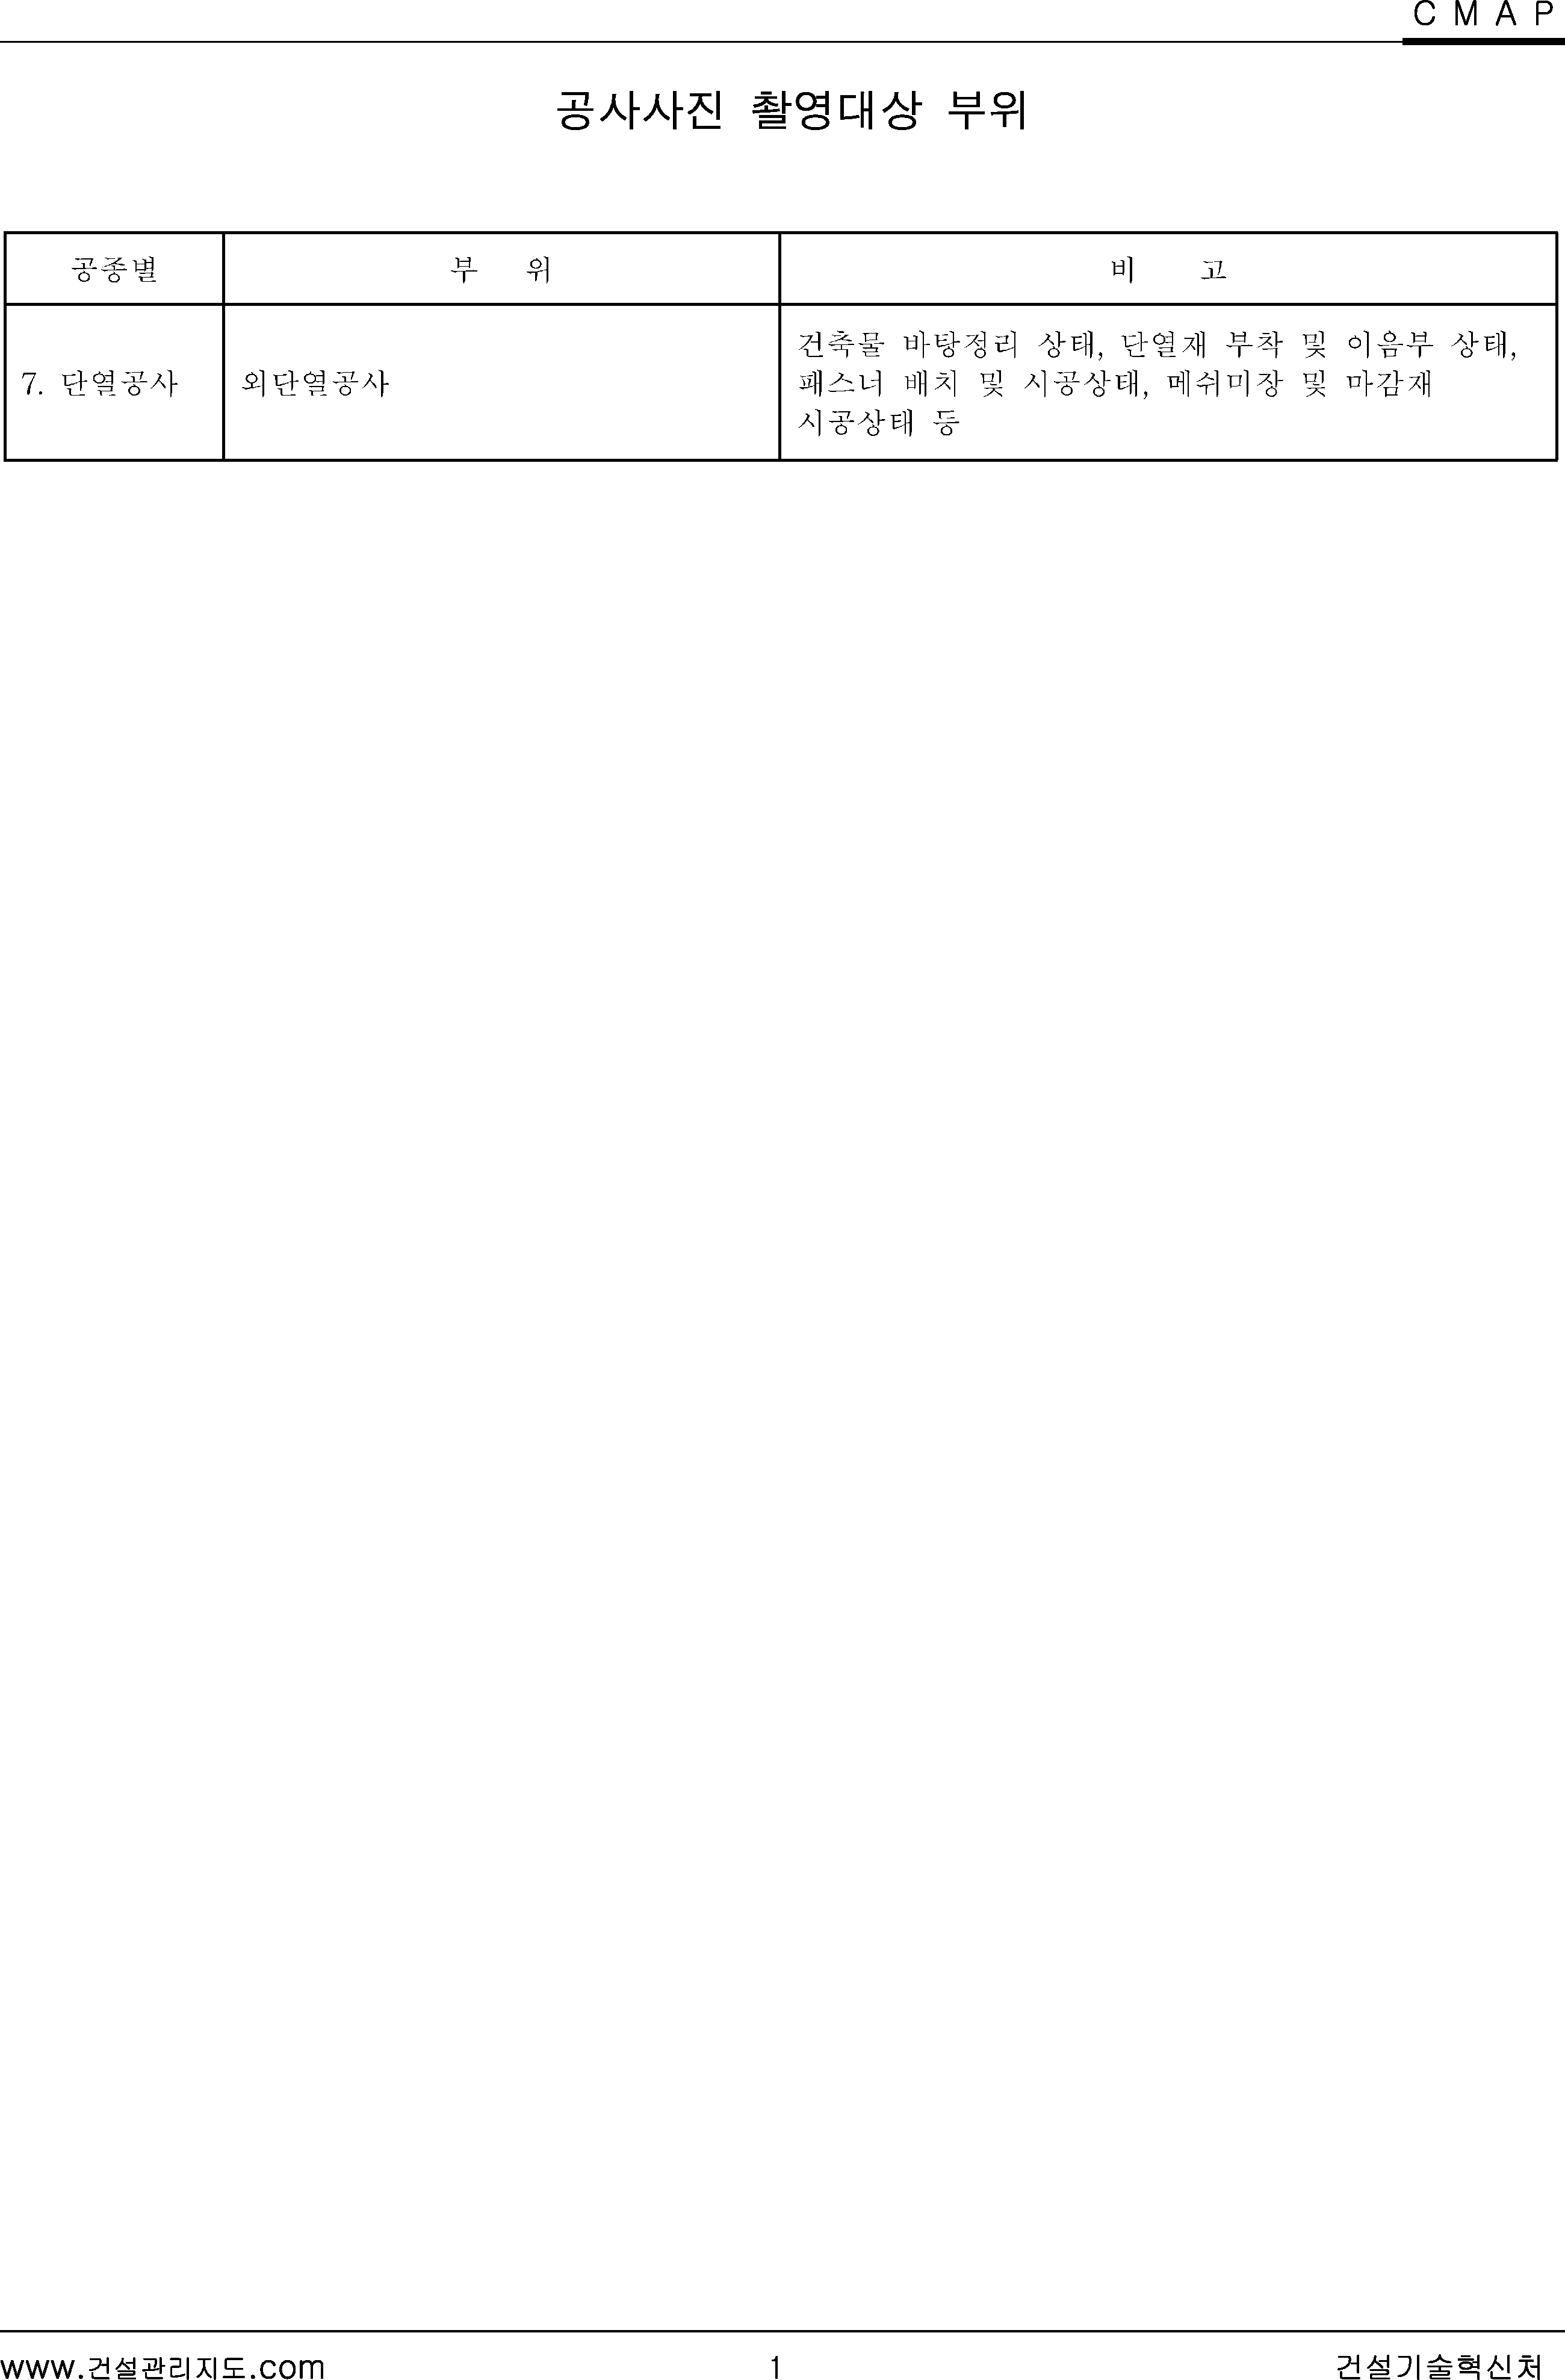 C M A P
공사사진 촬영대상 부위
공종별 부 위 비 고
7. 단열공사 외단열공사
건축물 바탕정리 상태, 단열재 부착 및 이음부 상태,
패스너 배치 및 시공상태, 메쉬미장 및 마감재
시공상태 등
www.건설관리지도.com 1 건설기술혁신처